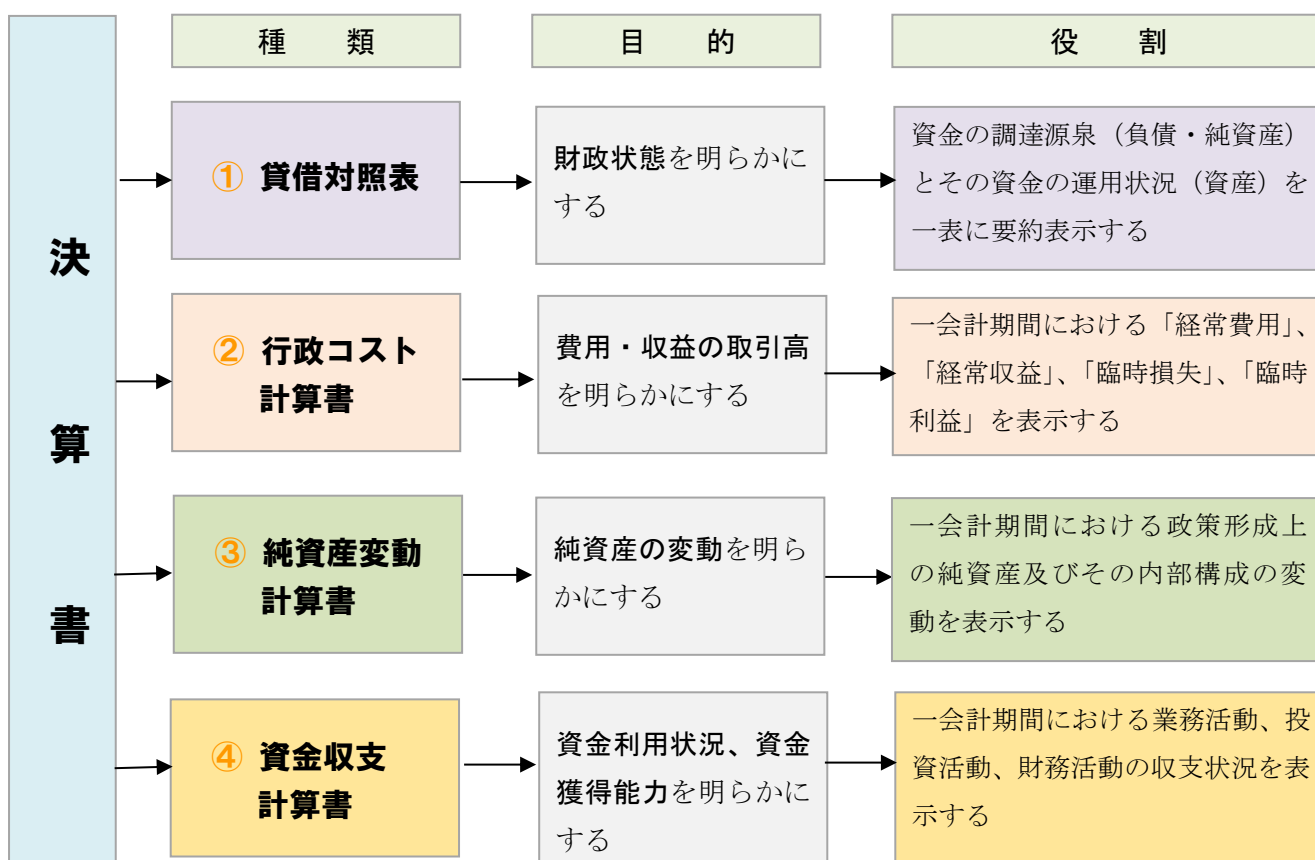 決算書
種　類
目　的
役　割
① 貸借対照表
財政状態を明らかに
する
資金の調達源泉（負債・純資産）
とその資金の運用状況（資産）を
一表に要約表示する
② 行政コスト
計算書
費用・収益の取引高
を明らかにする
一会計期間における「経常費用」、
「経常収益」、「臨時損失」、「臨時
利益」を表示する
③ 純資産変動
計算書
純資産の変動を明ら
かにする
一会計期間における政策形成上
の純資産及びその内部構成の変
動を表示する
④ 資金収支
計算書
資金利用状況、資金
獲得能力を明らかに
する
一会計期間における業務活動、投
資活動、財務活動の収支状況を表
示する